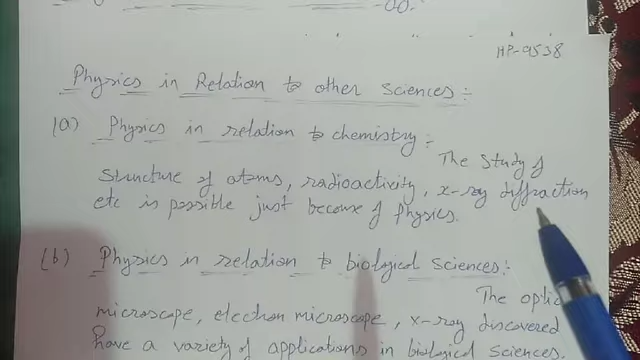 HP-9538
Physics in Relation to other Sciences:-
(a) Physics in relation to chemistry:-
The study of
structure of atoms, radioactivity, x-ray diffraction
etc is possible just because of physics.
(b) Physics in relation to biological sciences:-
The optic
microscope, electron microscope, x-ray discovered
have a variety of applications in biological sciences.